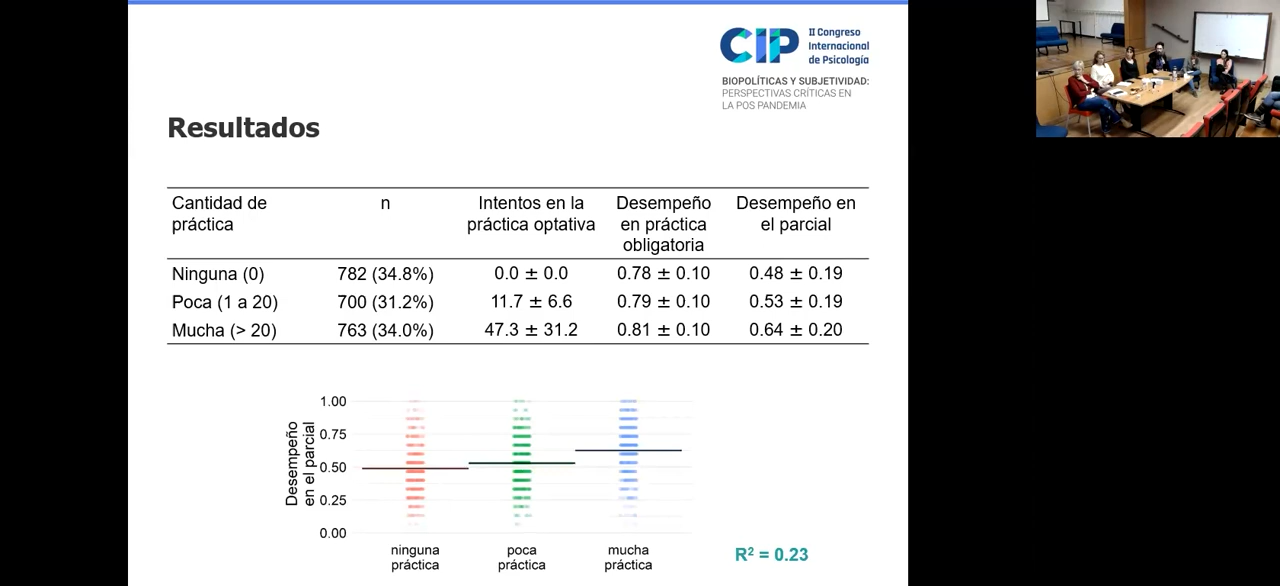 CIP
II Congreso
Internacional
de Psicología
BIOPOLÍTICAS Y SUBJETIVIDAD:
PERSPECTIVAS CRÍTICAS EN
LA POS PANDEMIA
Resultados
Cantidad de práctica n Intentos en la práctica optativa Desempeño en práctica obligatoria Desempeño en el parcial
Ninguna (0) 782 (34.8%) 0.0 ± 0.0 0.78 ± 0.10 0.48 ± 0.19
Poca (1 a 20) 700 (31.2%) 11.7 ± 6.6 0.79 ± 0.10 0.53 ± 0.19
Mucha (> 20) 763 (34.0%) 47.3 ± 31.2 0.81 ± 0.10 0.64 ± 0.20
Desempeño
en el parcial
1.00
0.75
0.50
0.25
0.00
ninguna práctica
poca práctica
mucha práctica
R² = 0.23